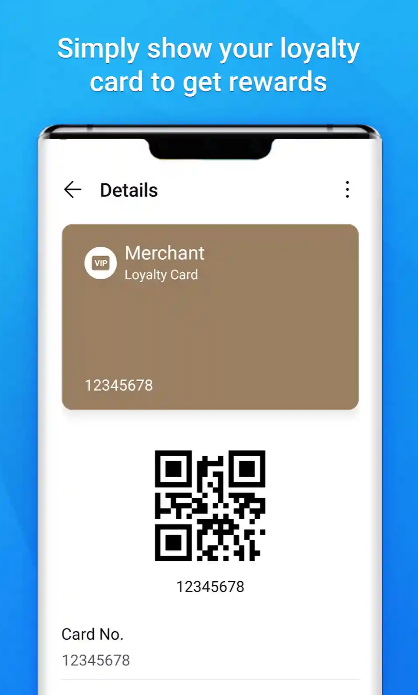 Simply show your loyalty
card to get rewards
Details
VIP
Merchant
Loyalty Card
12345678
12345678
Card No.
12345678